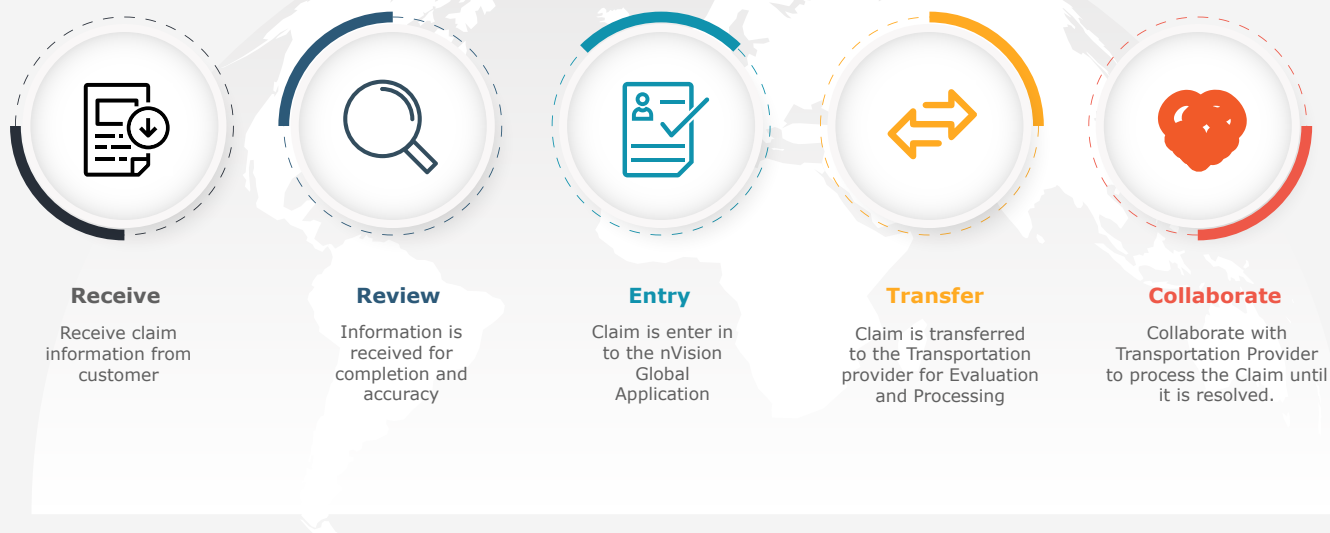 Receive
Receive claim
information from
customer
Review
Information is
received for
completion and
accuracy
Entry
Claim is enter in
to the nVision
Global
Application
Transfer
Claim is transferred
to the Transportation
provider for Evaluation
and Processing
Collaborate
Collaborate with
Transportation Provider
to process the Claim until
it is resolved.